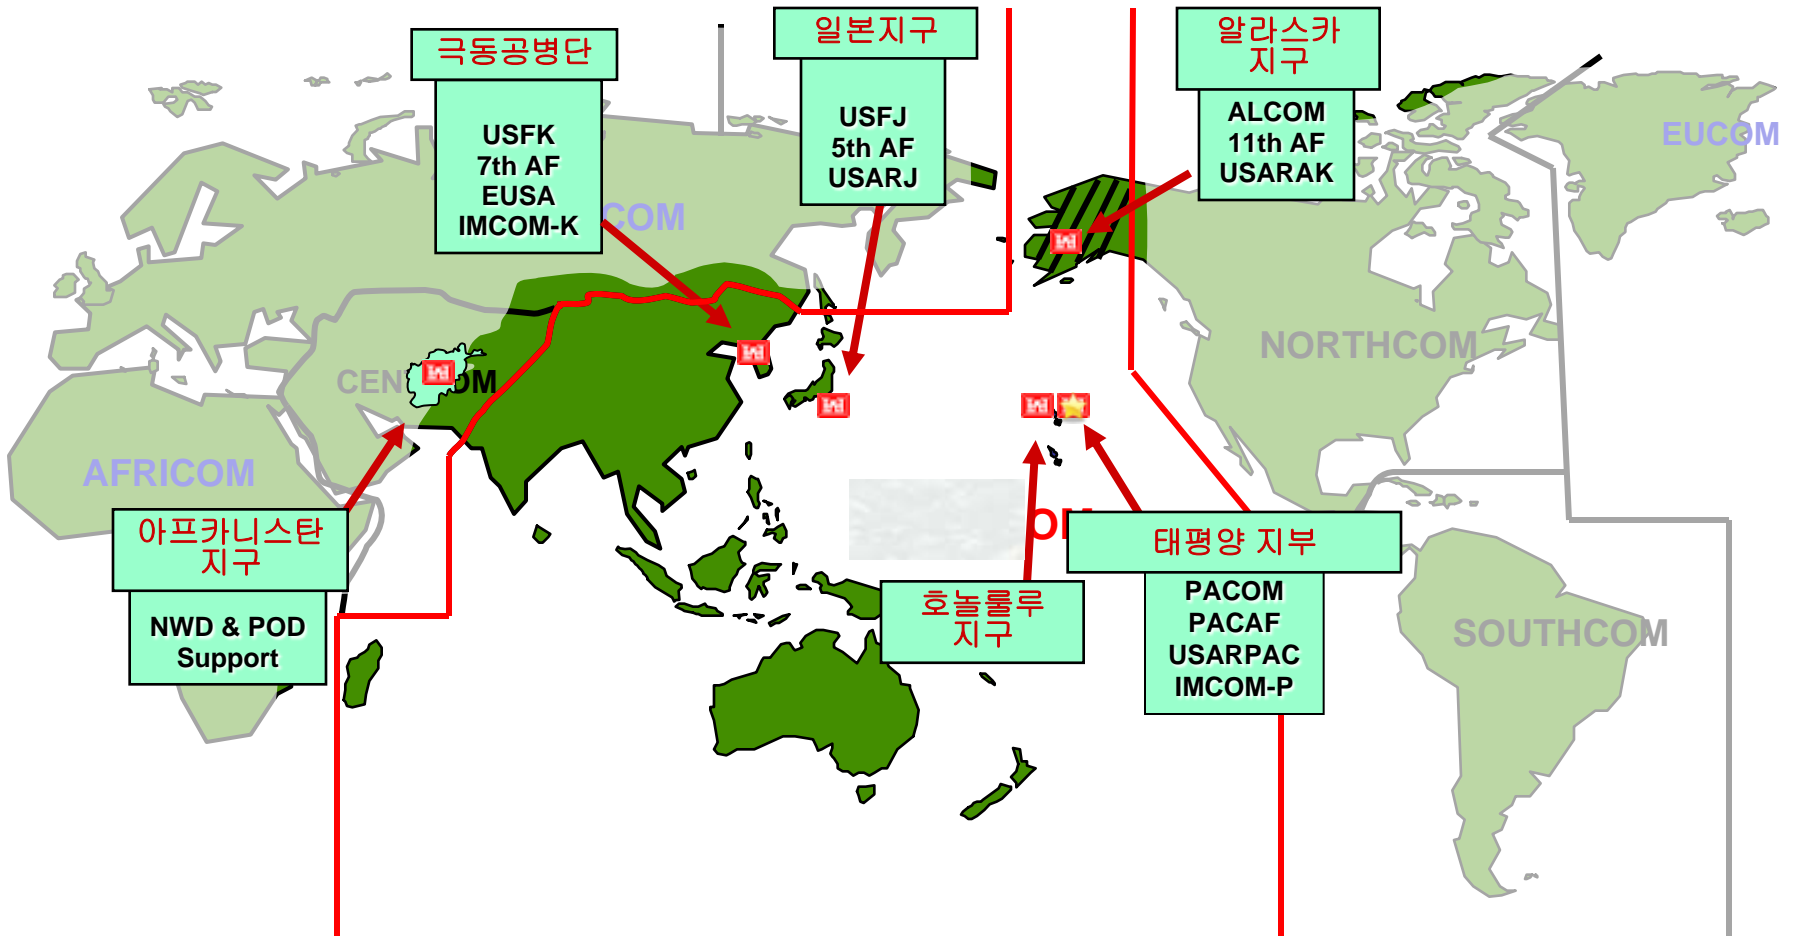 극동공병단
USFK
7th AF
EUSA
IMCOM-K
일본지구
USFJ
5th AF
USARJ
알라스카
지구
ALCOM
11th AF
USARAK
EUCOM
COM
NORTHCOM
AFRICOM
아프카니스탄
지구
NWD & POD
Support
호놀룰루
지구
태평양 지부
PACOM
PACAF
USARPAC
IMCOM-P
SOUTHCOM